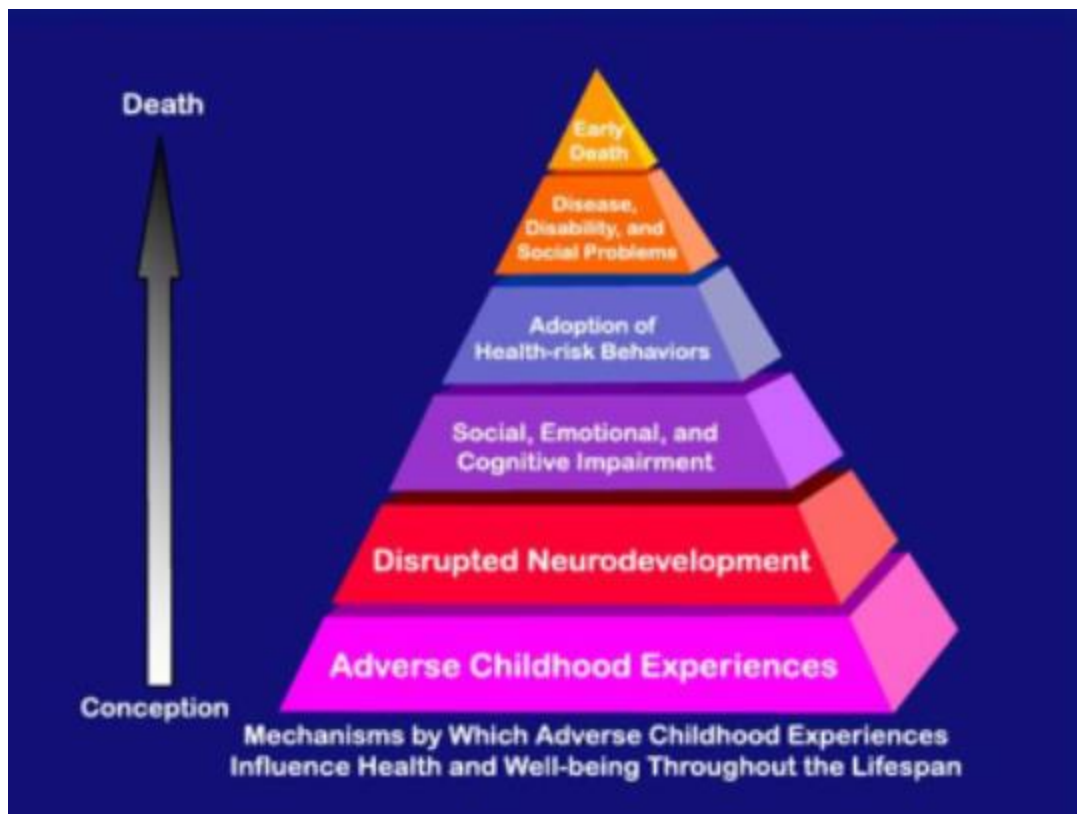 Death
Early
Death
Disease,
Disability, and
Social Problems
Adoption of
Health-risk Behaviors
Social, Emotional, and
Cognitive Impairment
Disrupted Neurodevelopment
Adverse Childhood Experiences
Conception
Mechanisms by Which Adverse Childhood Experiences
Influence Health and Well-being Throughout the Lifespan